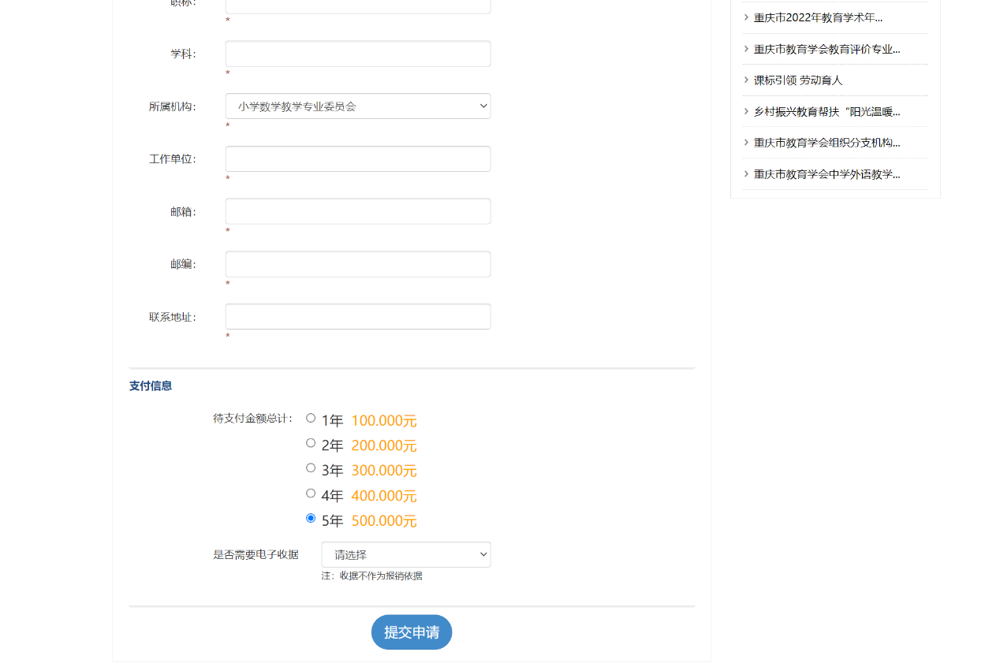 职称：
*
学科：
*
所属机构：
小学数学教学专业委员会
*
工作单位：
*
邮箱：
*
邮编：
*
联系地址：
*
支付信息
待支付金额总计：
1年 100.000元
2年 200.000元
3年 300.000元
4年 400.000元
5年 500.000元
是否需要电子收据
请选择
注：收据不作为报销依据
提交申请
重庆市2022年教育学术年...
重庆市教育学会教育评价专业...
课标引领 劳动育人
乡村振兴教育帮扶“阳光温暖...
重庆市教育学会组织分支机构...
重庆市教育学会中学外语教学...